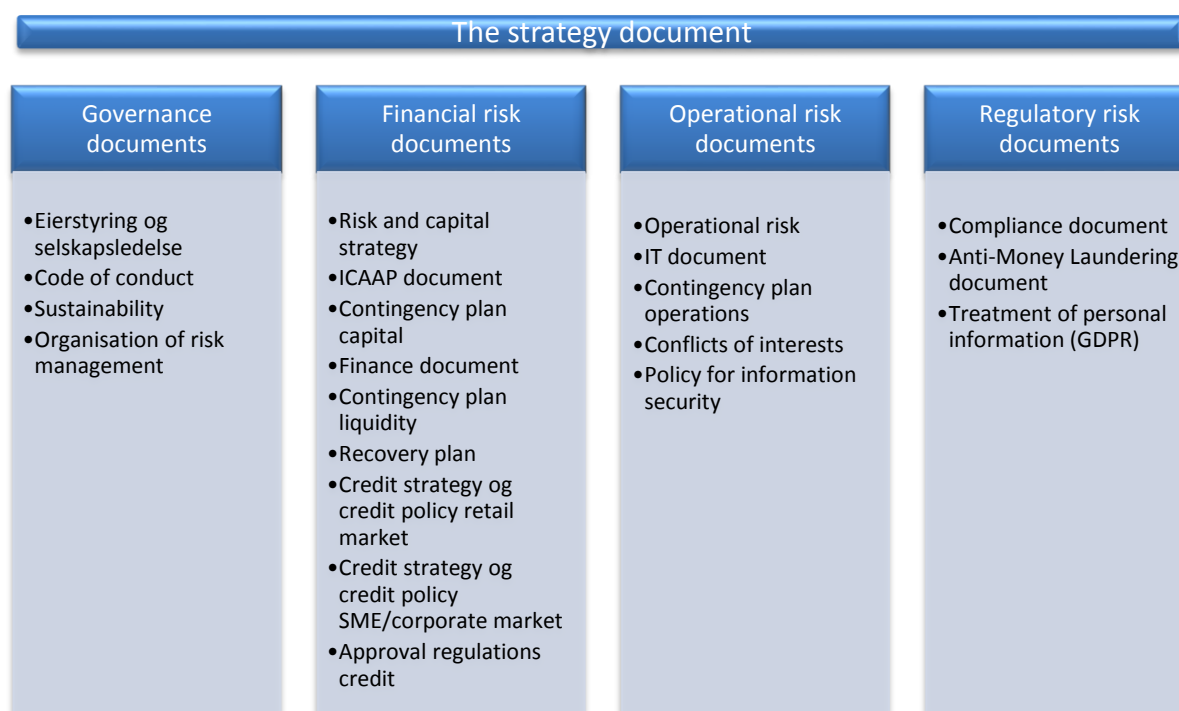 The strategy document
Governance
documents
•Eierstyring og
selskapsledelse
•Code of conduct
•Sustainability
•Organisation of risk
management
Financial risk
documents
•Risk and capital
strategy
•ICAAP document
•Contingency plan
capital
•Finance document
•Contingency plan
liquidity
•Recovery plan
•Credit strategy og
credit policy retail
market
•Credit strategy og
credit policy
SME/corporate market
•Approval regulations
credit
Operational risk
documents
•Operational risk
•IT document
•Contingency plan
operations
•Conflicts of interests
•Policy for information
security
Regulatory risk
documents
•Compliance document
•Anti-Money Laundering
document
•Treatment of personal
information (GDPR)